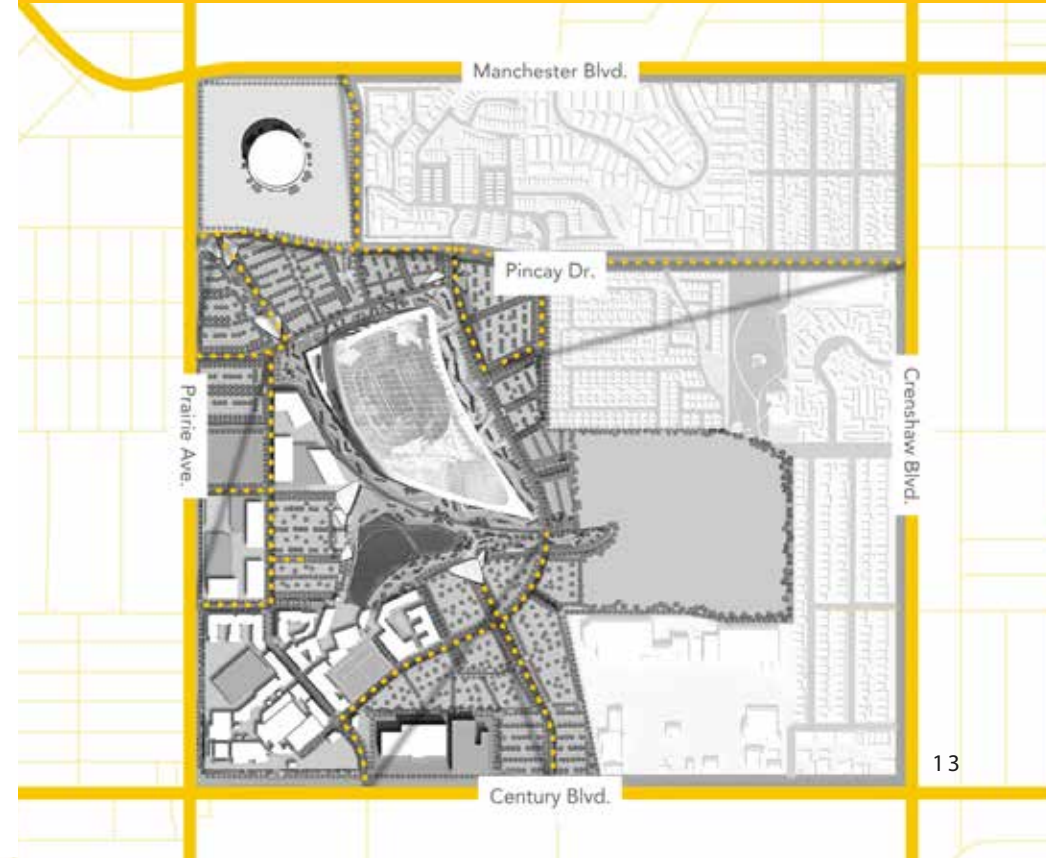 Manchester Blvd.
Pincay Dr.
Prairie Ave.
Crenshaw Blvd.
13
Century Blvd.